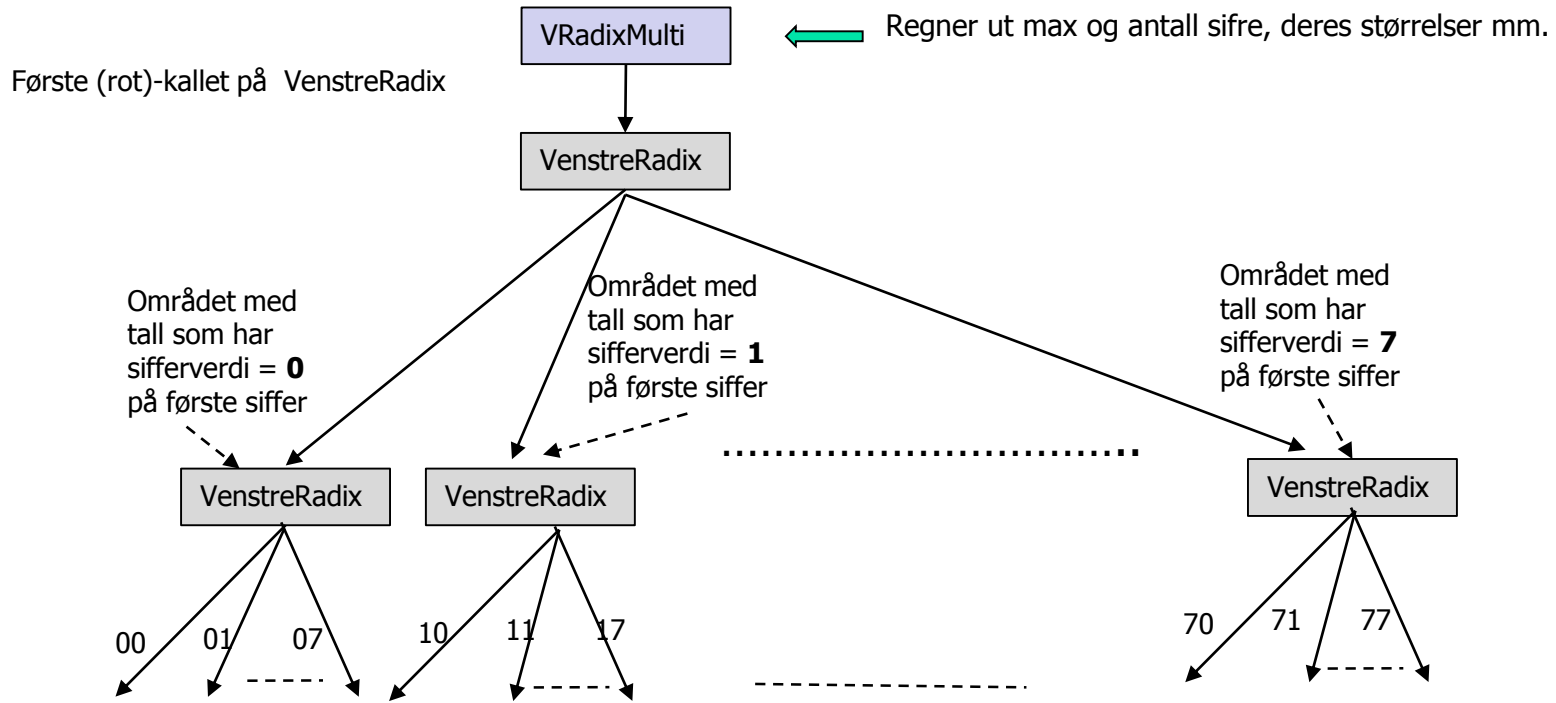 VRadixMulti
Regner ut max og antall sifre, deres størrelser mm.
Første (rot)-kallet på VenstreRadix
VenstreRadix
Området med
tall som har
sifferverdi = 0
på første siffer
Området med
tall som har
sifferverdi = 1
på første siffer
Området med
tall som har
sifferverdi = 7
på første siffer
VenstreRadix
VenstreRadix
VenstreRadix
00 01 07 10 11 17 70 71 77